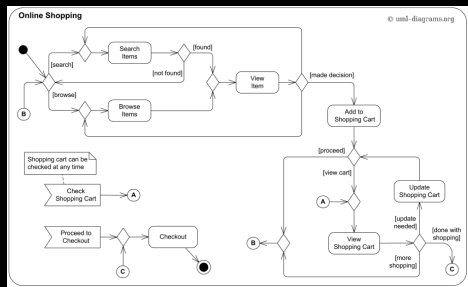 Online Shopping
© uml-diagrams.org
Search
Items
[found]
[search]
[not found]
View
Item
[made decision]
[browse]
B
Browse
Items
Add to
Shopping Cart
Shopping cart can be
checked at any time
[proceed]
[view cart]
Check
Shopping Cart
A
A
Update
Shopping Cart
[update
needed]
[done with
shopping]
Proceed to
Checkout
Checkout
B
View
Shopping Cart
[more
shopping]
C
C